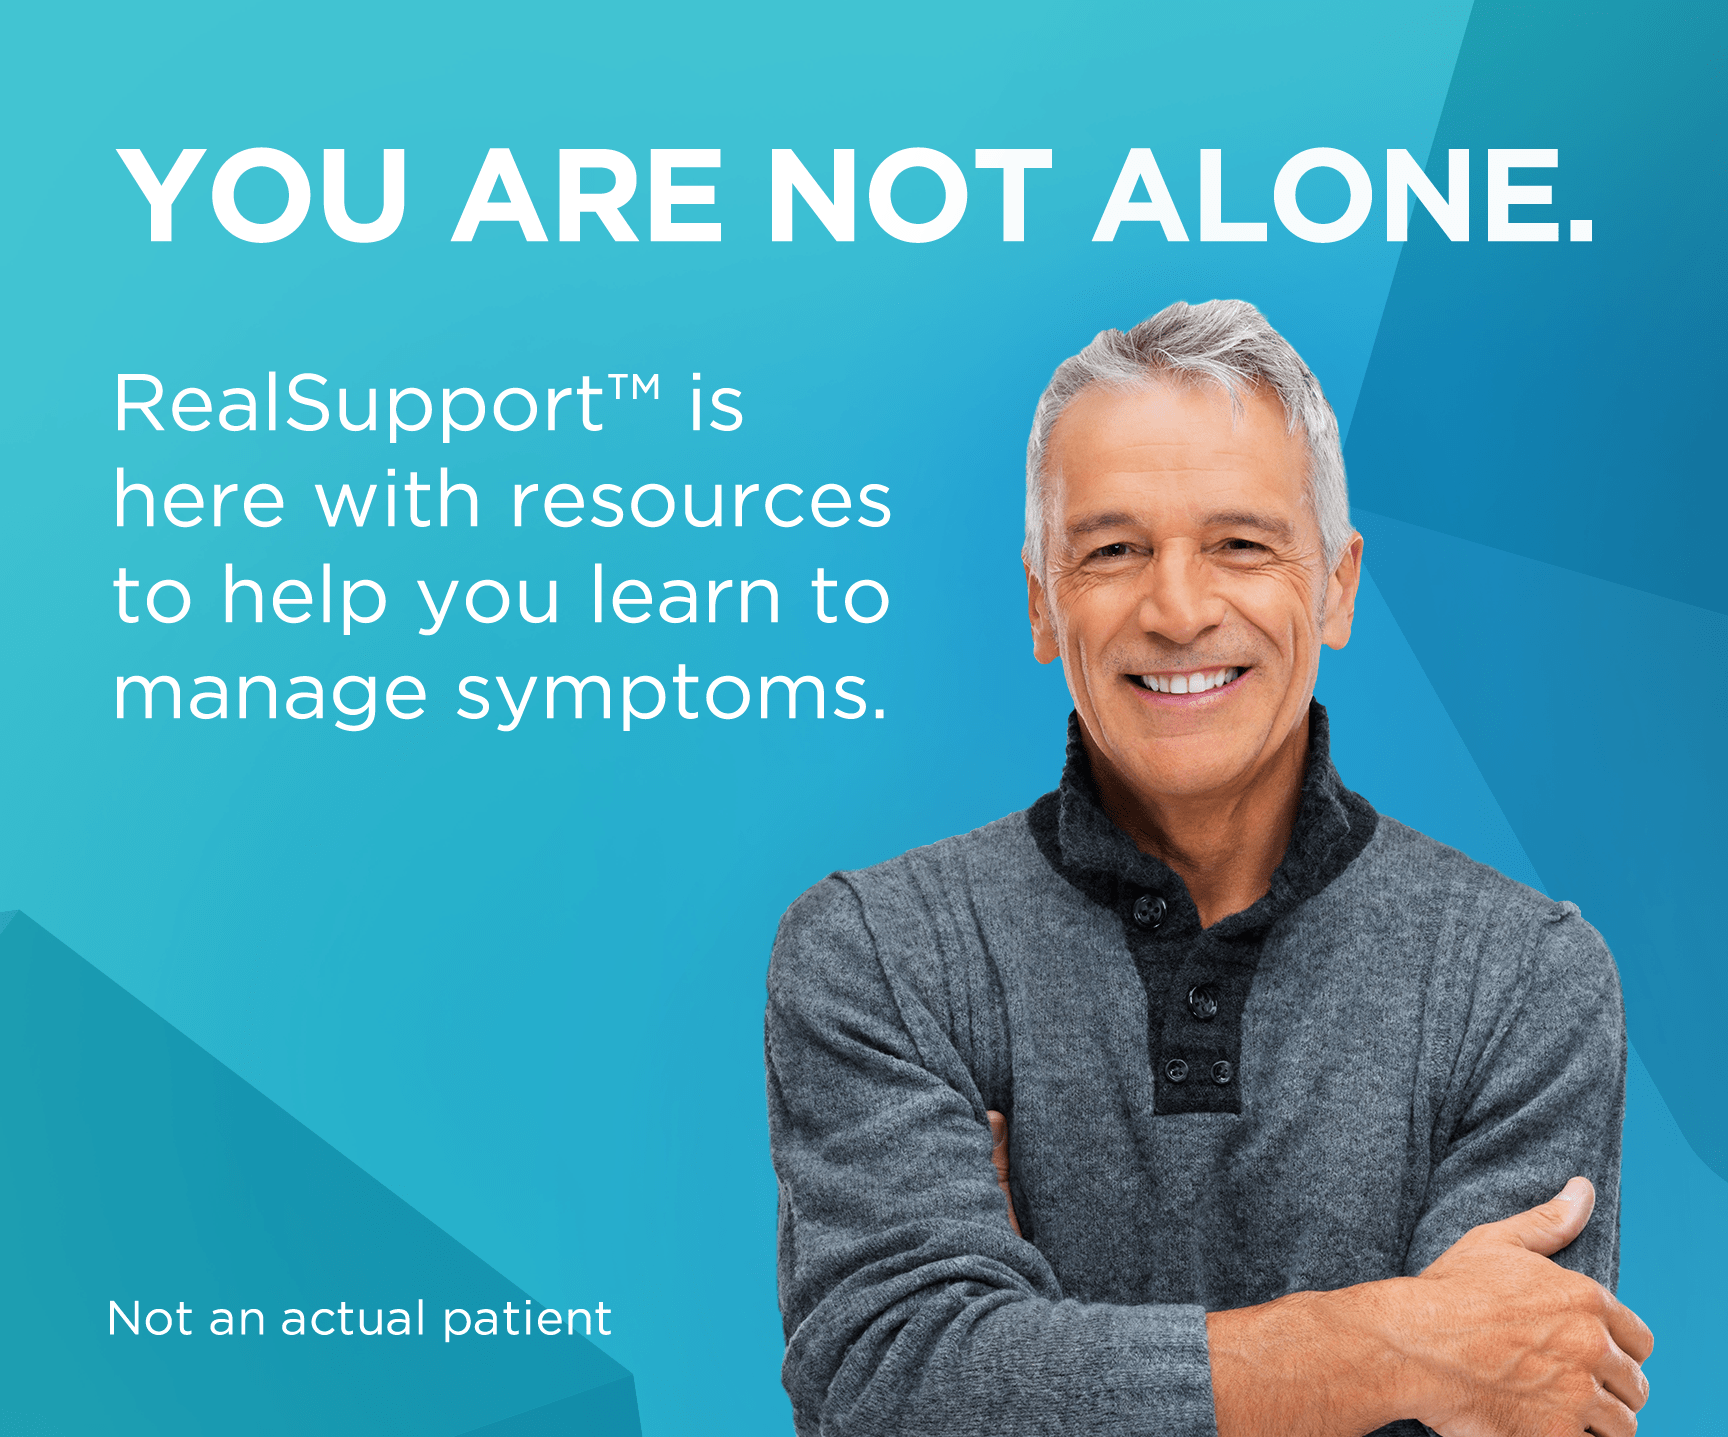 YOU ARE NOT ALONE.
RealSupport™ is
here with resources
to help you learn to
manage symptoms.
Not an actual patient